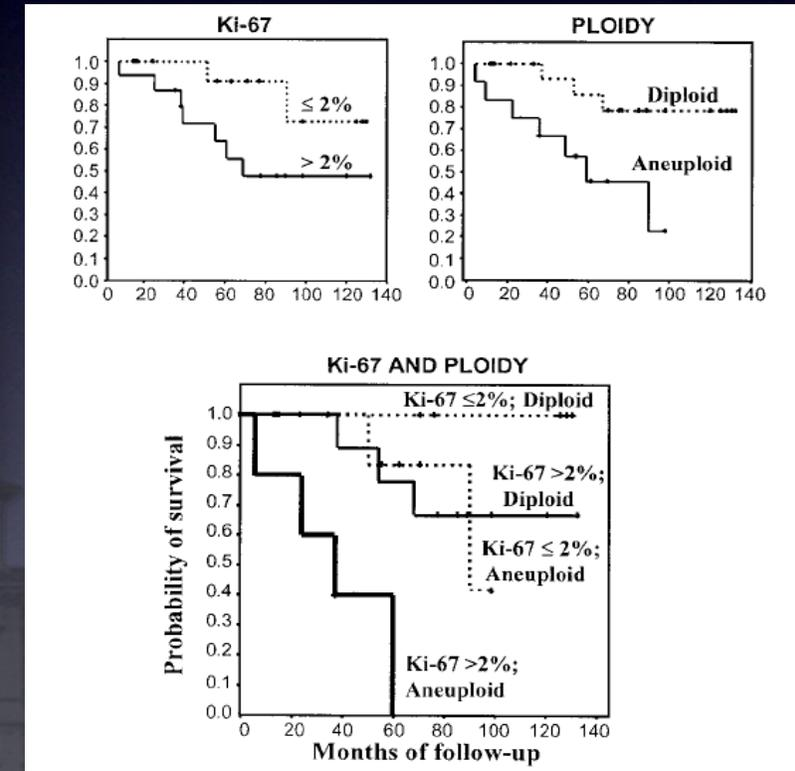 Ki-67
1.0
0.9
0.8
0.7
0.6
0.5
0.4
0.3
0.2
0.1
0.0
≤ 2%
> 2%
0 20 40 60 80 100 120 140
PLOIDY
1.0
0.9
0.8
0.7
0.6
0.5
0.4
0.3
0.2
0.1
0.0
Diploid
Aneuploid
0 20 40 60 80 100 120 140
Ki-67 AND PLOIDY
Probability of survival
1.0
0.9
0.8
0.7
0.6
0.5
0.4
0.3
0.2
0.1
0.0
Ki-67 ≤2%; Diploid
Ki-67 >2%;
Diploid
Ki-67 ≤ 2%;
Aneuploid
Ki-67 >2%;
Aneuploid
0 20 40 60 80 100 120 140
Months of follow-up